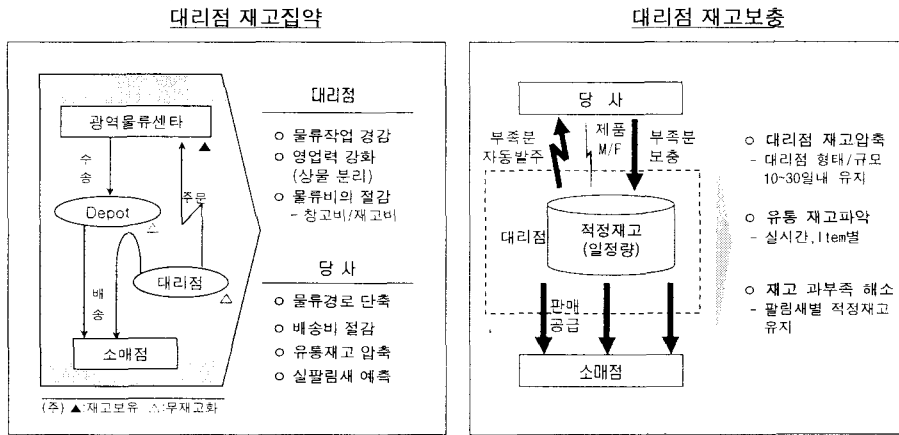 대리점 재고집약
광역물류센타
▲
수
송
주문
Depot
△
대리점
△
배
송
소매점
(주) ▲:재고보유 △:무재고화
대리점
○ 물류작업 경감
○ 영업력 강화
(상물 분리)
○ 물류비의 절감
- 창고비/재고비
당 사
○ 물류경로 단축
○ 배송비 절감
○ 유통재고 압축
○ 실팔림새 예측
대리점 재고보충
당 사
부족분
자동발주
제품
M/F
부족분
보충
대리점
적정재고
(일정량)
판매
공급
소매점
○ 대리점 재고압축
- 대리점 형태/규모
10~30일내 유지
○ 유통 재고파악
- 실시간,Item별
○ 재고 과부족 해소
- 팔림새별 적정재고
유지